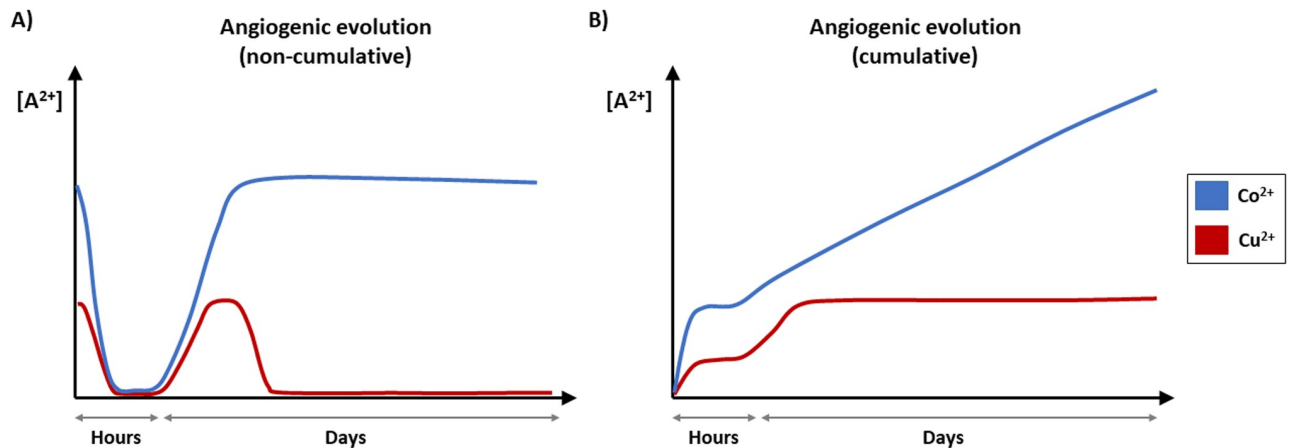 A)
Angiogenic evolution
(non-cumulative)
[A²⁺]
Hours
Days
B)
Angiogenic evolution
(cumulative)
[A²⁺]
Hours
Days
Co²⁺
Cu²⁺